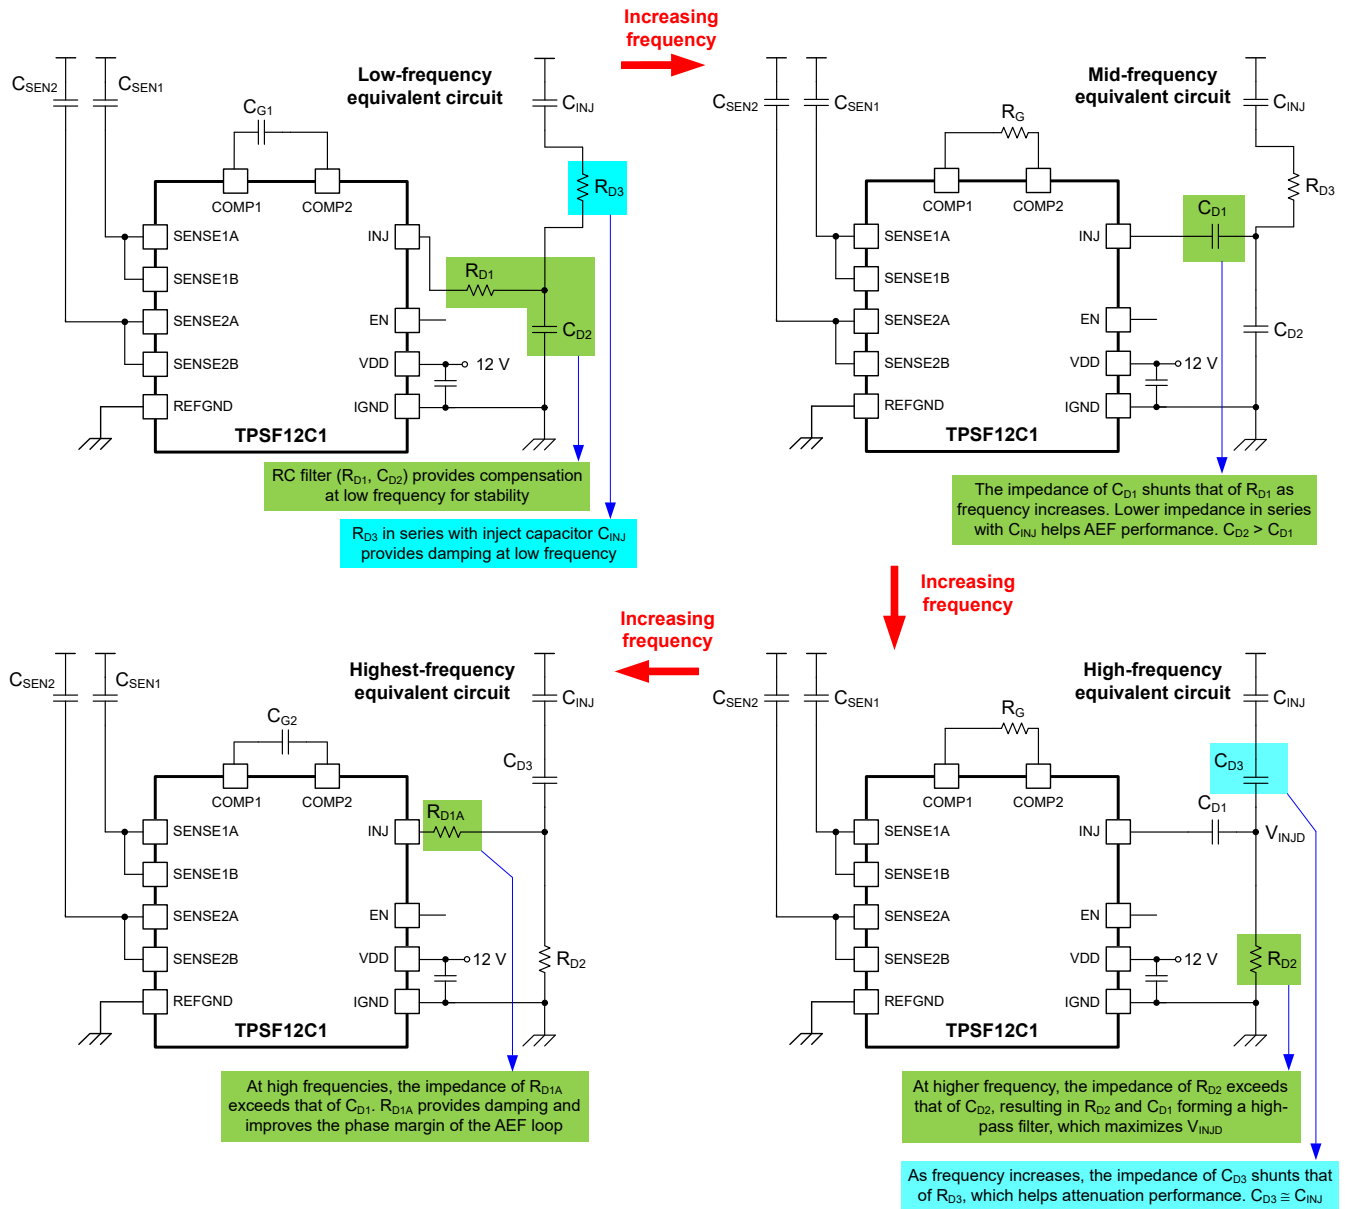 Increasing
frequency
Low-frequency
equivalent circuit
CSEN2
CSEN1
CG1
CINJ
RD3
COMP1
COMP2
SENSE1A
INJ
SENSE1B
RD1
SENSE2A
EN
CD2
SENSE2B
VDD
12 V
REFGND
IGND
TPSF12C1
RC filter (RD1, CD2) provides compensation
at low frequency for stability
RD3 in series with inject capacitor CINJ
provides damping at low frequency
Mid-frequency
equivalent circuit
CSEN2
CSEN1
RG
CINJ
RD3
COMP1
COMP2
CD1
SENSE1A
INJ
SENSE1B
SENSE2A
EN
CD2
SENSE2B
VDD
12 V
REFGND
IGND
TPSF12C1
The impedance of CD1 shunts that of RD1 as
frequency increases. Lower impedance in series
with CINJ helps AEF performance. CD2 > CD1
Increasing
frequency
High-frequency
equivalent circuit
CSEN2
CSEN1
RG
CINJ
CD3
COMP1
COMP2
CD1
SENSE1A
INJ
VINJD
SENSE1B
SENSE2A
EN
SENSE2B
VDD
12 V
RD2
REFGND
IGND
TPSF12C1
At higher frequency, the impedance of RD2 exceeds
that of CD2, resulting in RD2 and CD1 forming a high-
pass filter, which maximizes VINJD
As frequency increases, the impedance of CD3 shunts that
of RD3, which helps attenuation performance. CD3 ≅ CINJ
Increasing
frequency
Highest-frequency
equivalent circuit
CSEN2
CSEN1
CG2
CINJ
CD3
COMP1
COMP2
RD1A
SENSE1A
INJ
SENSE1B
SENSE2A
EN
SENSE2B
VDD
12 V
RD2
REFGND
IGND
TPSF12C1
At high frequencies, the impedance of RD1A
exceeds that of CD1. RD1A provides damping and
improves the phase margin of the AEF loop